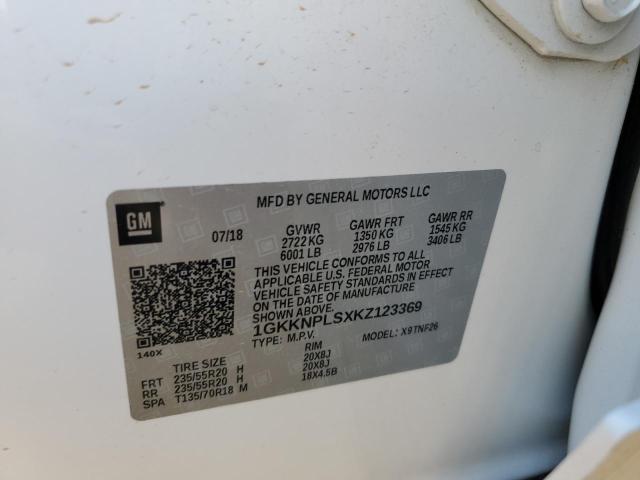 MFD BY GENERAL MOTORS LLC
GM
07/18 GVWR GAWR FRT GAWR RR
2722 KG 1350 KG 1545 KG
6001 LB 2976 LB 3406 LB
THIS VEHICLE CONFORMS TO ALL
APPLICABLE U.S. FEDERAL MOTOR
VEHICLE SAFETY STANDARDS IN EFFECT
ON THE DATE OF MANUFACTURE
SHOWN ABOVE.
1GKKNPLSXKZ123369
TYPE: M.P.V. MODEL: X9TNF26
140X
TIRE SIZE RIM
FRT 235/55R20 H 20X8J
RR 235/55R20 H 20X8J
SPA T135/70R18 M 18X4.5B